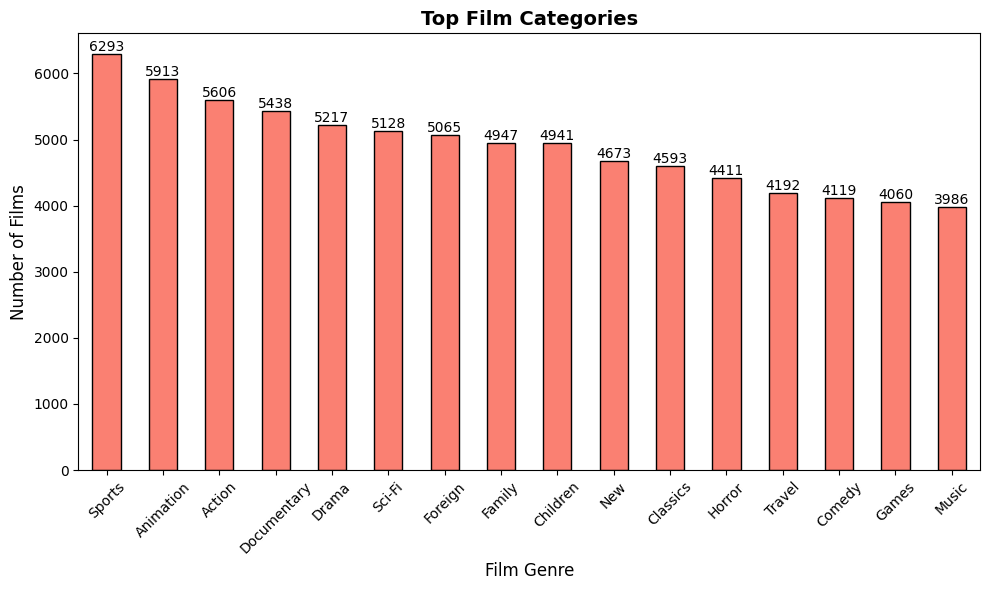 Top Film Categories
Number of Films
6000
5000
4000
3000
2000
1000
0
6293
5913
5606
5438
5217
5128
5065
4947
4941
4673
4593
4411
4192
4119
4060
3986
Sports
Animation
Action
Documentary
Drama
Sci-Fi
Foreign
Family
Children
New
Classics
Horror
Travel
Comedy
Games
Music
Film Genre